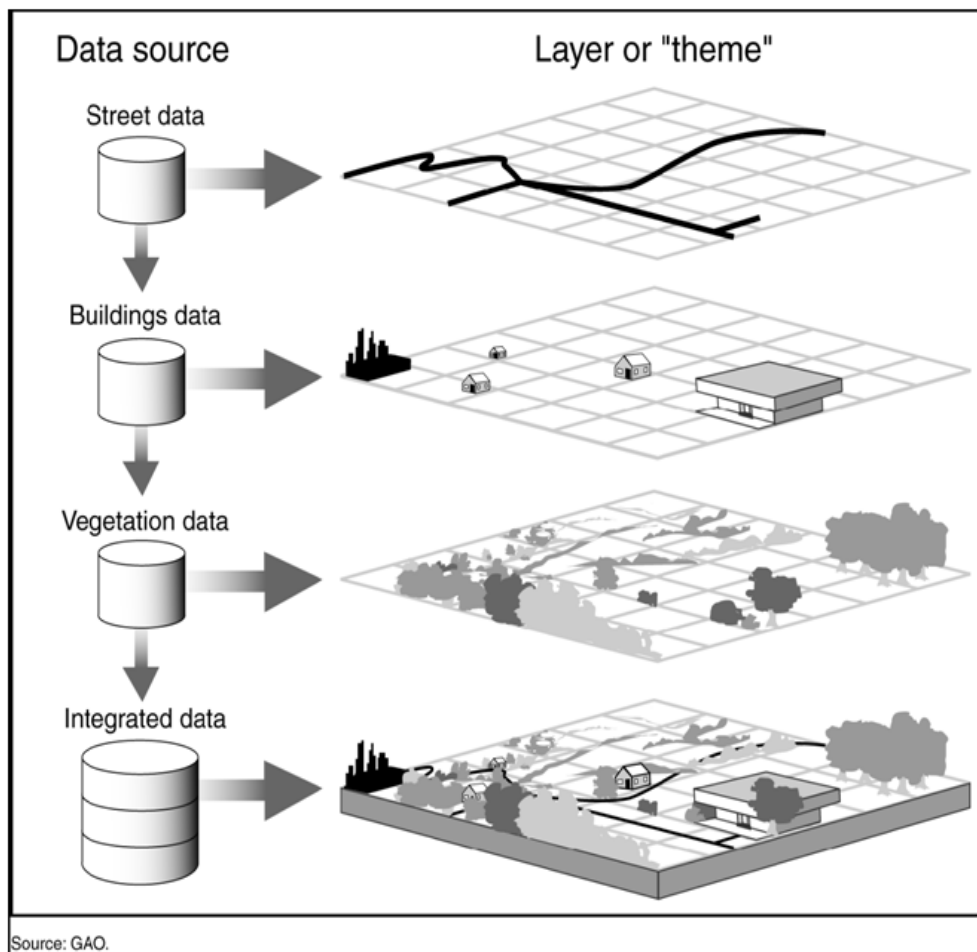 Data source
Layer or "theme"
Street data
Buildings data
Vegetation data
Integrated data
Source: GAO.